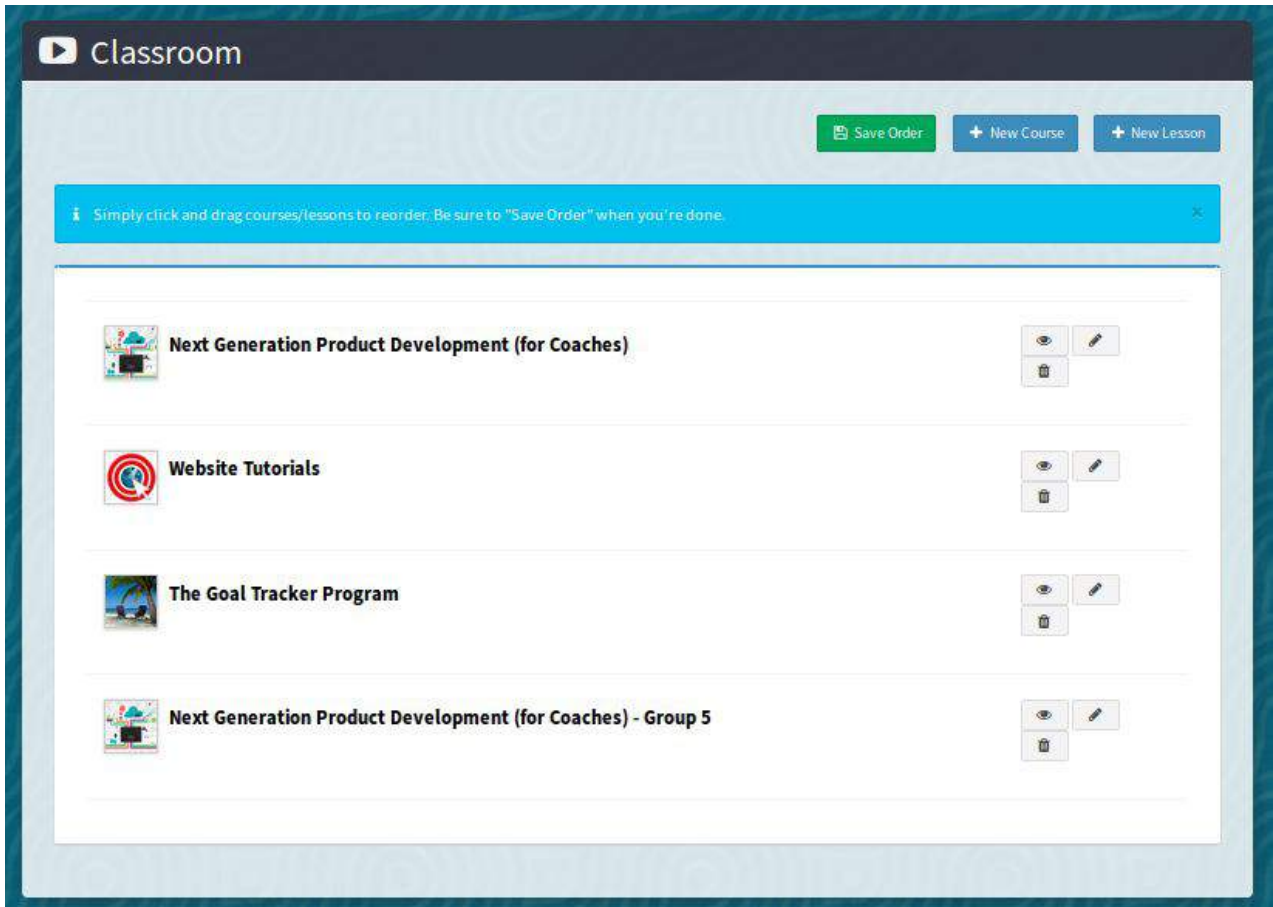 Classroom
Save Order
New Course
New Lesson
Simply click and drag courses/lessons to reorder. Be sure to "Save Order" when you're done.
Next Generation Product Development (for Coaches)
Website Tutorials
The Goal Tracker Program
Next Generation Product Development (for Coaches) - Group 5